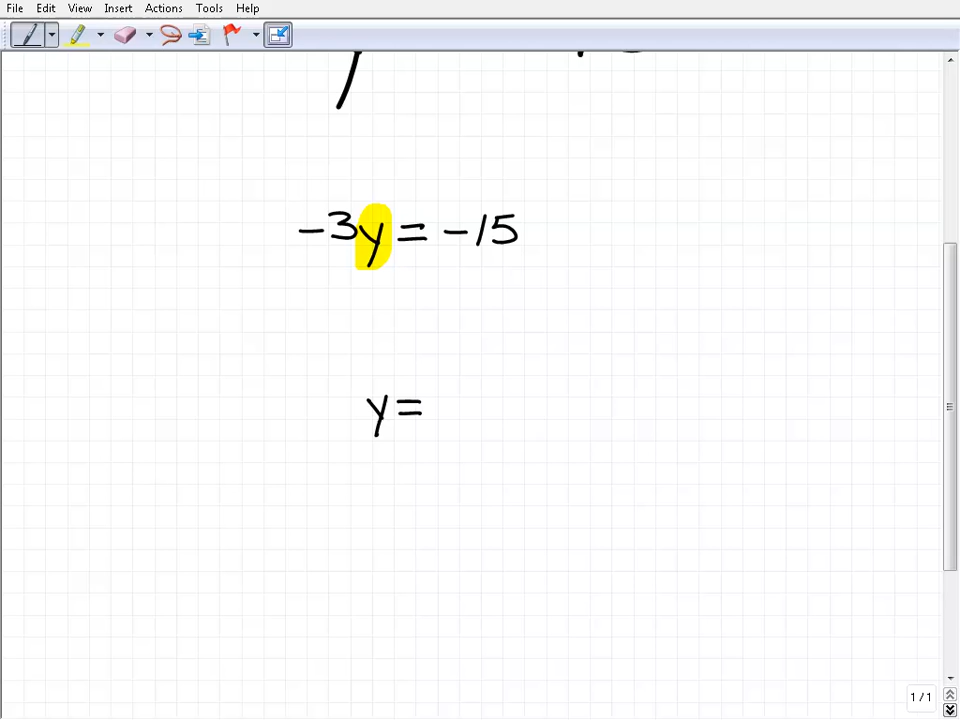 File Edit View Insert Actions Tools Help
-3y = -15
y =
1 / 1